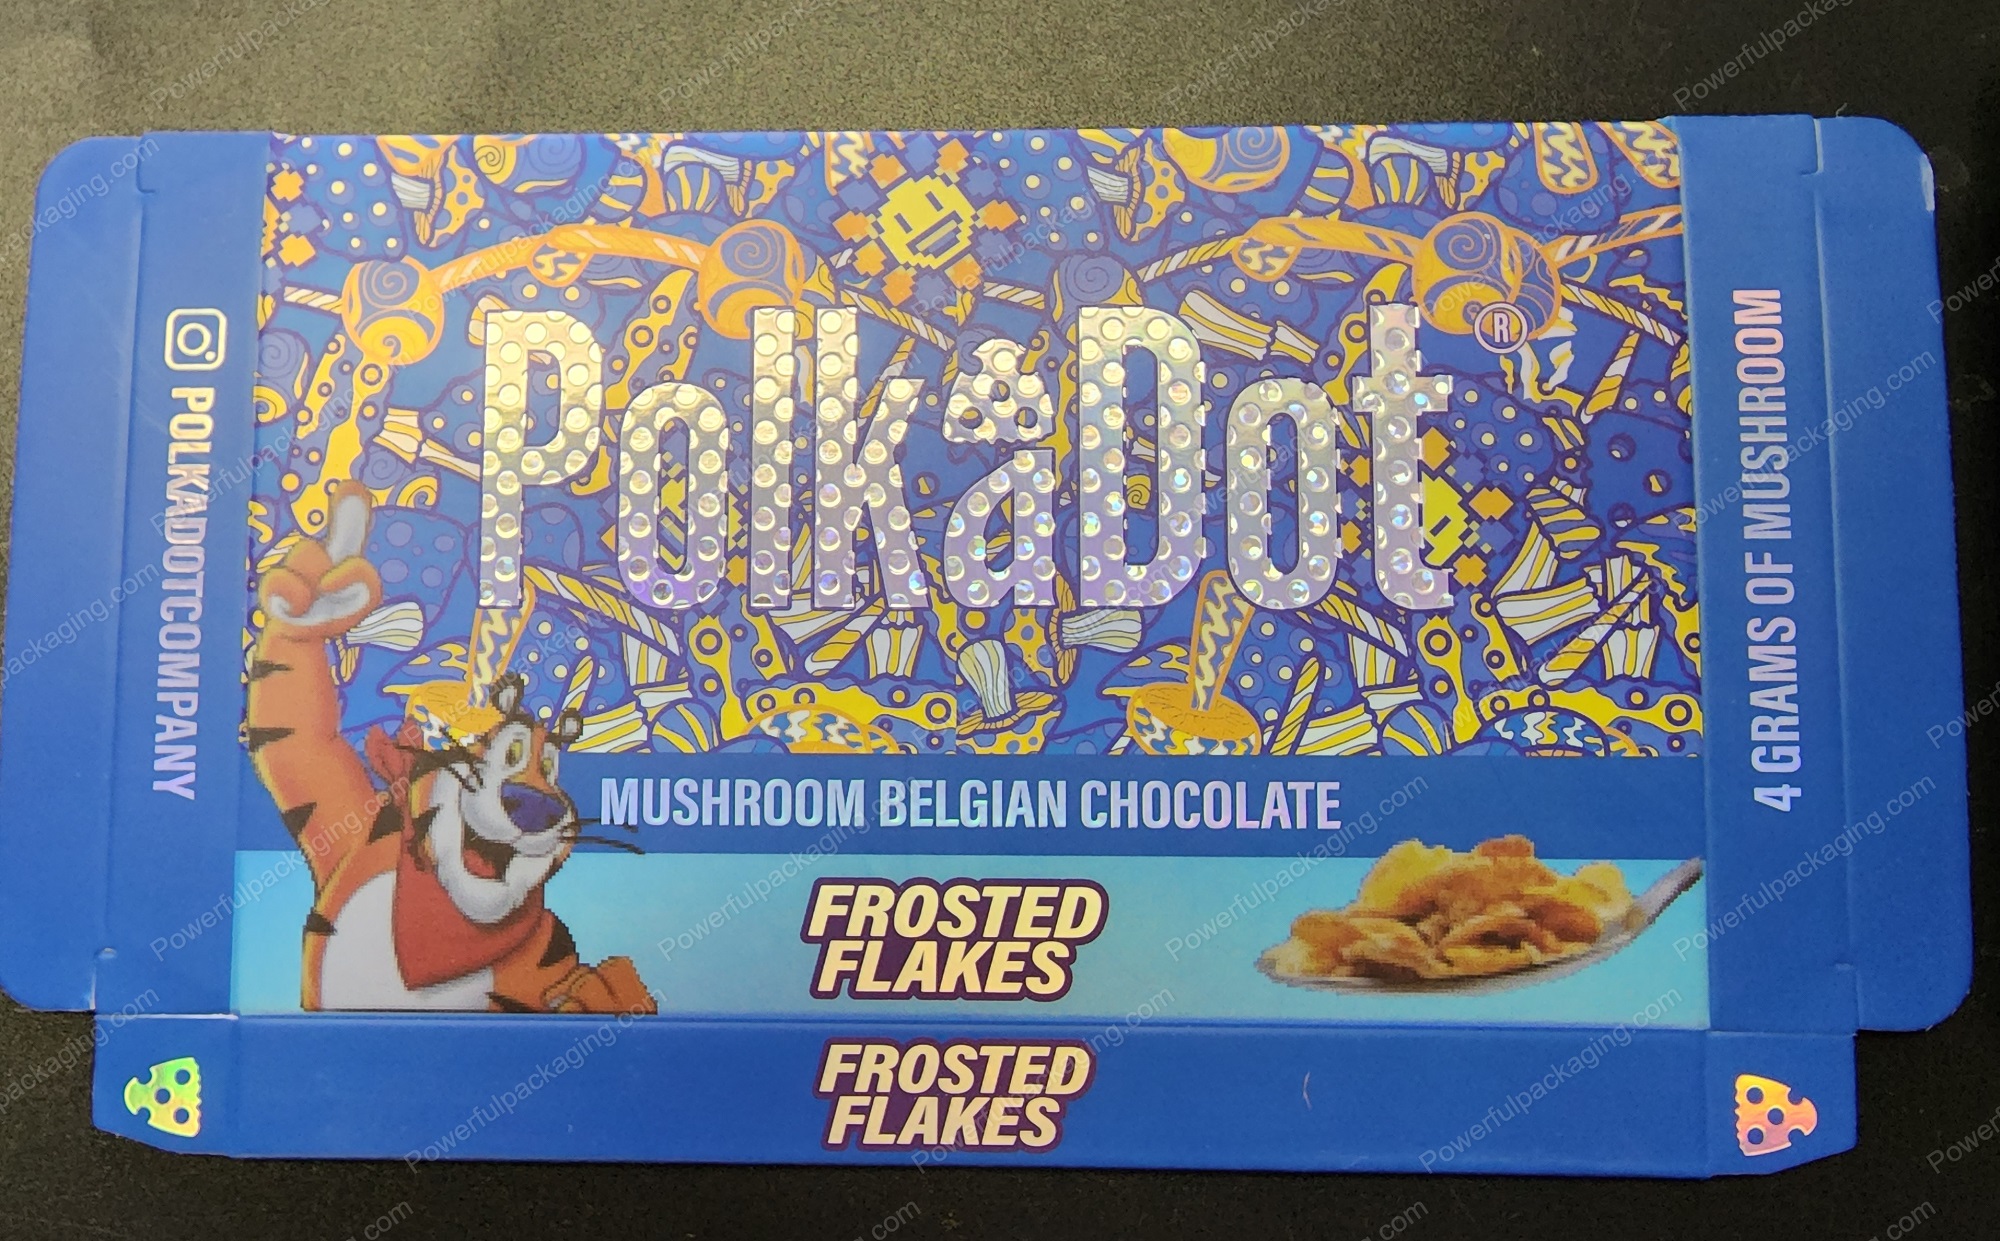 PolkaDot®
MUSHROOM BELGIAN CHOCOLATE
FROSTED
FLAKES
FROSTED
FLAKES
POLKADOTCOMPANY
4 GRAMS OF MUSHROOM
Powerfulpackaging.com